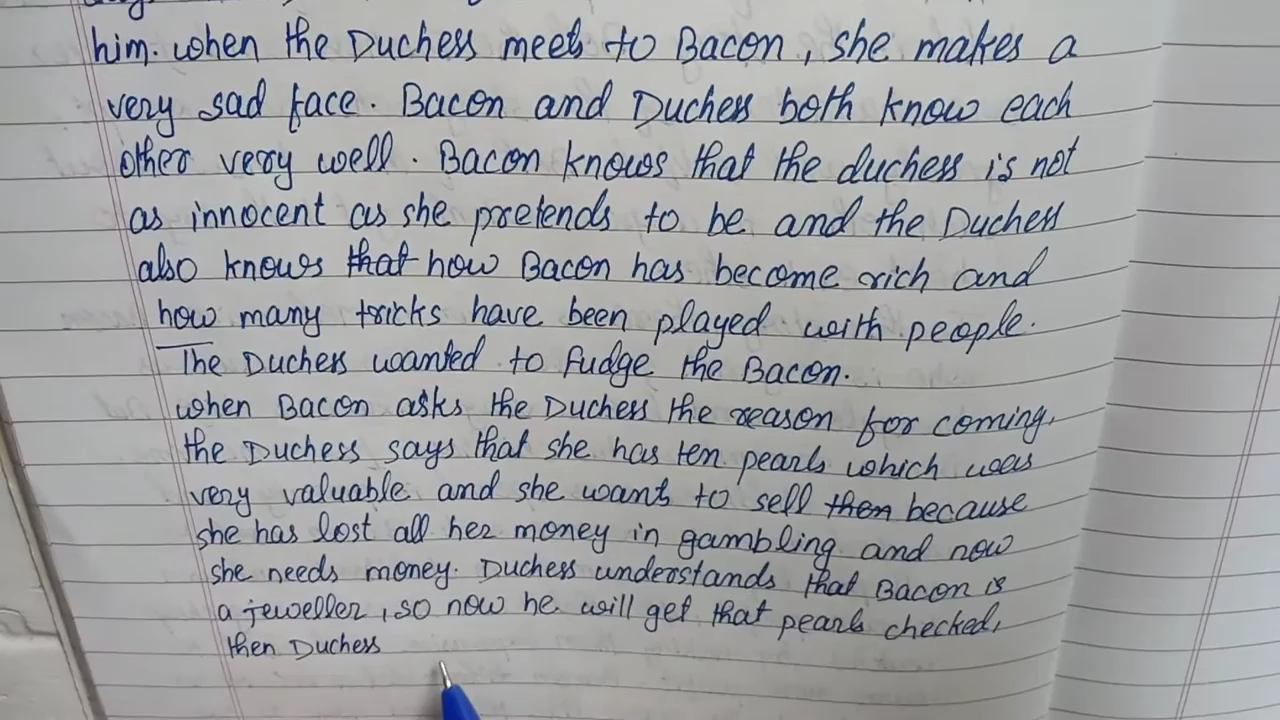 him. when the Duchess meets to Bacon, she makes a
very sad face. Bacon and Duchess both know each
other very well. Bacon knows that the duchess is not
as innocent as she pretends to be and the Duchess
also knows that how Bacon has become rich and
how many tricks have been played with people.
The Duchess wanted to fudge the Bacon.
when Bacon asks the Duchess the reason for coming,
the Duchess says that she has ten pearls which was
very valuable and she wants to sell then because
she has lost all her money in gambling and now
she needs money. Duchess understands that Bacon is
a jeweller, so now he will get that pearls checked,
then Duchess